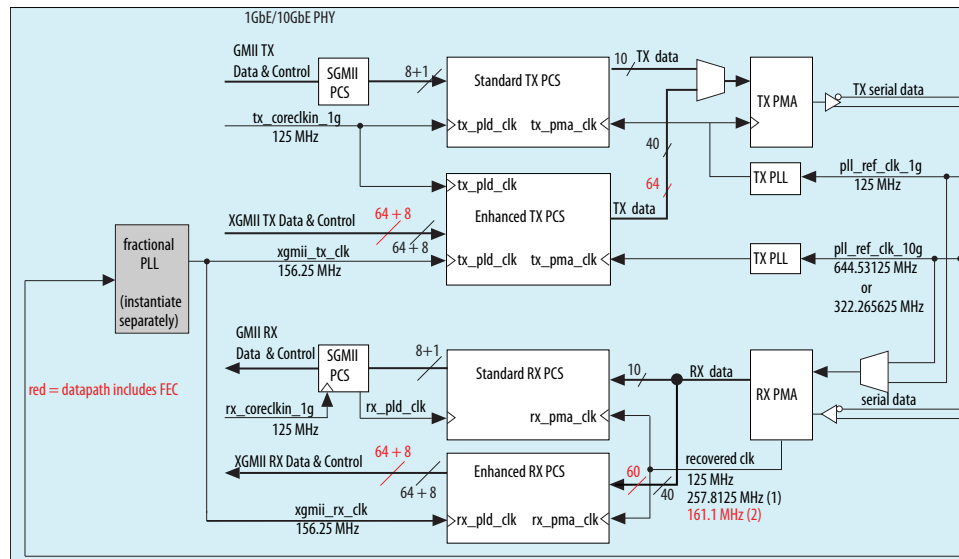 1GbE/10GbE PHY
GMII TX
Data & Control
SGMII
PCS
8+1
Standard TX PCS
tx_pld_clk
tx_pma_clk
10
TX data
TX PMA
TX serial data
tx_coreclkin_1g
125 MHz
40
64
TX PLL
pll_ref_clk_1g
125 MHz
tx_pld_clk
Enhanced TX PCS
TX data
XGMII TX Data & Control
64 + 8
64 + 8
fractional
PLL
(instantiate
separately)
xgmii_tx_clk
156.25 MHz
tx_pld_clk
tx_pma_clk
TX PLL
pll_ref_clk_10g
644.53125 MHz
or
322.265625 MHz
GMII RX
Data & Control
SGMII
PCS
8+1
Standard RX PCS
10
RX data
RX PMA
serial data
red = datapath includes FEC
rx_coreclkin_1g
125 MHz
rx_pld_clk
rx_pma_clk
XGMII RX Data & Control
64 + 8
64 + 8
Enhanced RX PCS
60
40
recovered clk
125 MHz
257.8125 MHz (1)
161.1 MHz (2)
xgmii_rx_clk
156.25 MHz
rx_pld_clk
rx_pma_clk